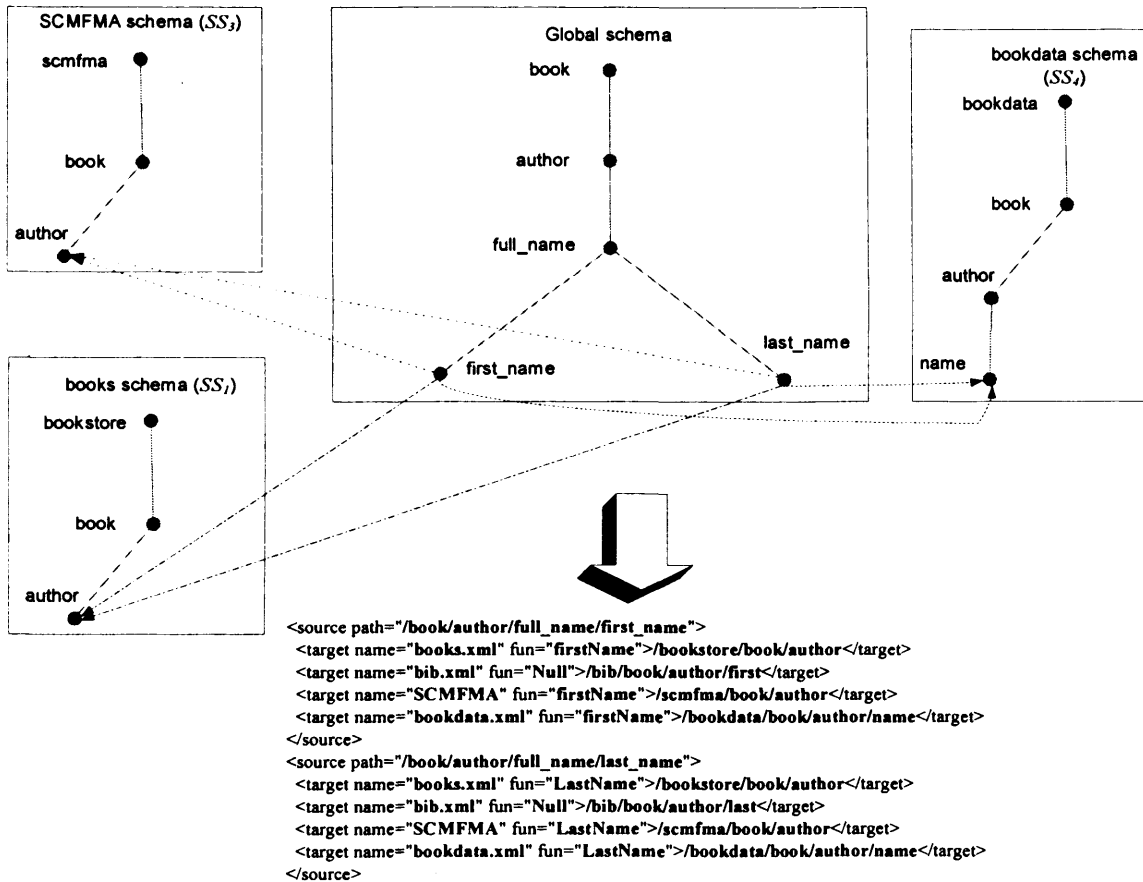 SCMFMA schema (SS3)
scmfma
book
author
Global schema
book
author
full_name
first_name
last_name
bookdata schema
(SS4)
bookdata
book
author
name
books schema (SS1)
bookstore
book
author
<source path="/book/author/full_name/first_name">
<target name="books.xml" fun="firstName">/bookstore/book/author</target>
<target name="bib.xml" fun="Null">/bib/book/author/first</target>
<target name="SCMFMA" fun="firstName">/scmfma/book/author</target>
<target name="bookdata.xml" fun="firstName">/bookdata/book/author/name</target>
</source>
<source path="/book/author/full_name/last_name">
<target name="books.xml" fun="LastName">/bookstore/book/author</target>
<target name="bib.xml" fun="Null">/bib/book/author/last</target>
<target name="SCMFMA" fun="LastName">/scmfma/book/author</target>
<target name="bookdata.xml" fun="LastName">/bookdata/book/author/name</target>
</source>